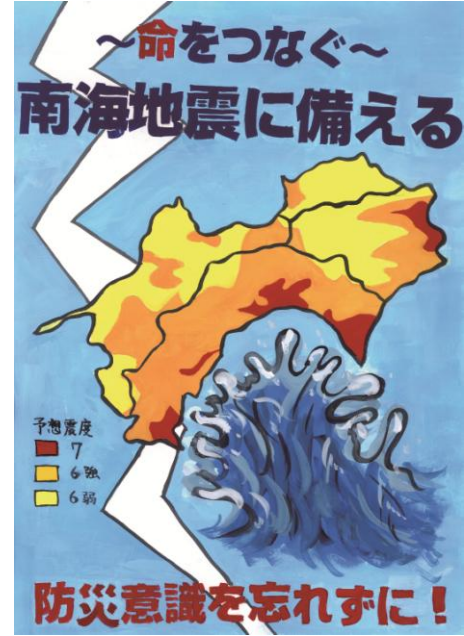 ～命をつなぐ～
南海地震に備える
予想震度
7
6強
6弱
防災意識を忘れずに！